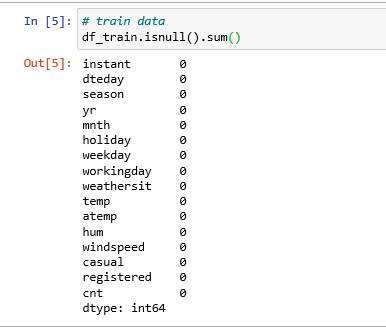 In [5]: # train data
df_train.isnull().sum()
Out[5]: instant 0
dteday 0
season 0
yr 0
mnth 0
holiday 0
weekday 0
workingday 0
weathersit 0
temp 0
atemp 0
hum 0
windspeed 0
casual 0
registered 0
cnt 0
dtype: int64